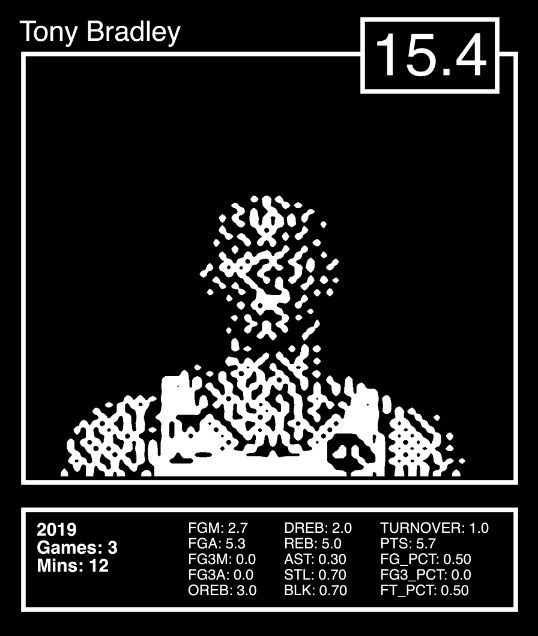 Tony Bradley
15.4
2019
Games: 3
Mins: 12
FGM: 2.7
FGA: 5.3
FG3M: 0.0
FG3A: 0.0
OREB: 3.0
DREB: 2.0
REB: 5.0
AST: 0.30
STL: 0.70
BLK: 0.70
TURNOVER: 1.0
PTS: 5.7
FG_PCT: 0.50
FG3_PCT: 0.0
FT_PCT: 0.50